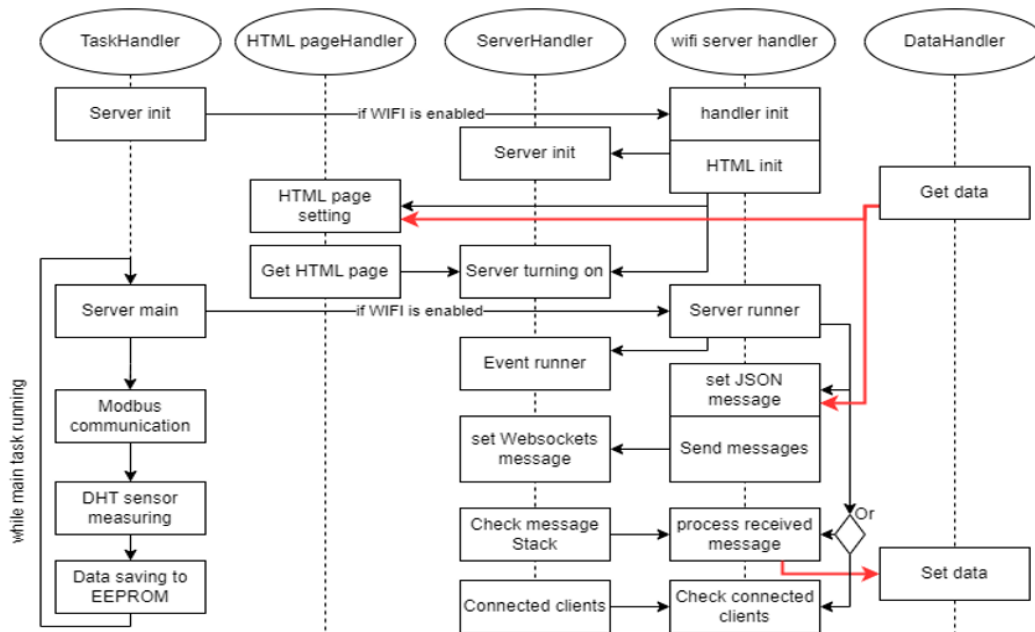 TaskHandler
HTML pageHandler
ServerHandler
wifi server handler
DataHandler
Server init
if WIFI is enabled
handler init
Server init
HTML init
HTML page
setting
Get data
Get HTML page
Server turning on
Server main
if WIFI is enabled
Server runner
Event runner
set JSON
message
Modbus
communication
set Websockets
message
Send messages
while main task running
DHT sensor
measuring
Check message
Stack
process received
message
Or
Data saving to
EEPROM
Set data
Connected clients
Check connected
clients